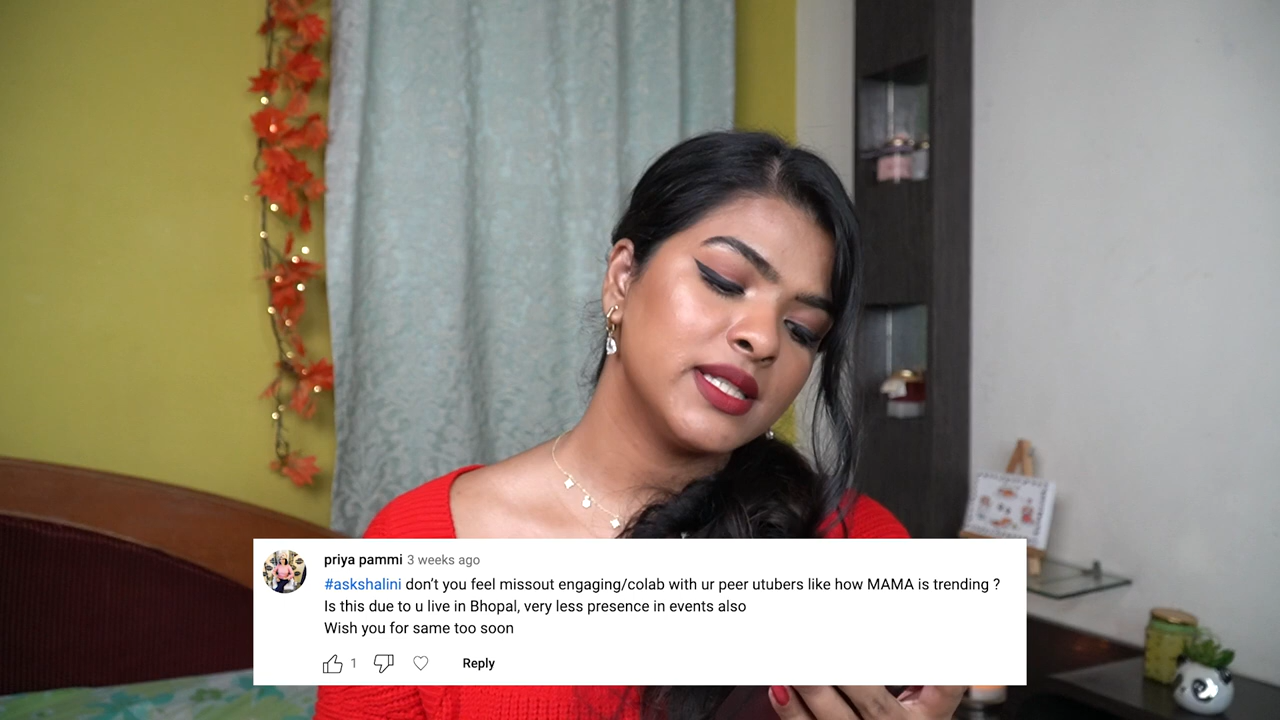 priya pammi 3 weeks ago
#askshalini don't you feel missout engaging/colab with ur peer utubers like how MAMA is trending ?
Is this due to u live in Bhopal, very less presence in events also
Wish you for same too soon
1 Reply